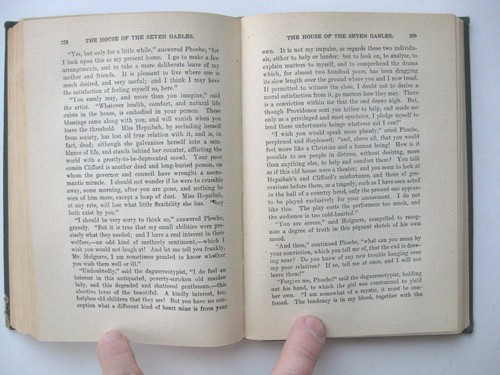 228 THE HOUSE OF THE SEVEN GABLES.
"Yes, but only for a little while," answered Phoebe; "for
I look upon this as my present home. I go to make a few
arrangements, and to take a more deliberate leave of my
mother and friends. It is pleasant to live where one is
much desired, and very useful; and I think I may have
the satisfaction of feeling myself so, here."
"You surely may, and more than you imagine," said
the artist. "Whatever health, comfort, and natural life
exists in the house, is embodied in your person. These
blessings came along with you, and will vanish when you
leave the threshold. Miss Hepzibah, by secluding herself
from society, has lost all true relation with it, and is, in
fact, dead; although she galvanizes herself into a sem-
blance of life, and stands behind her counter, afflicting the
world with a greatly-to-be-deprecated scowl. Your poor
cousin Clifford is another dead and long-buried person, on
whom the governor and council have wrought a necro-
mantic miracle. I should not wonder if he were to crumble
away, some morning, after you are gone, and nothing be
seen of him more, except a heap of dust. Miss Hepzibah,
at any rate, will lose what little flexibility she has. They
both exist by you."
"I should be very sorry to think so," answered Phoebe,
gravely. "But it is true that my small abilities were pre-
cisely what they needed; and I have a real interest in their
welfare,—an odd kind of motherly sentiment,—which I
wish you would not laugh at! And let me tell you frankly,
Mr. Holgrave, I am sometimes puzzled to know whether
you wish them well or ill."
"Undoubtedly," said the daguerreotypist, "I do feel an
interest in this antiquated, poverty-stricken old maiden
lady, and this degraded and shattered gentleman,—this
abortive lover of the beautiful. A kindly interest, too,
helpless old children that they are! But you have no con-
ception what a different kind of heart mine is from your
THE HOUSE OF THE SEVEN GABLES. 229
own. It is not my impulse, as regards these two individu-
als, either to help or hinder; but to look on, to analyze, to
explain matters to myself, and to comprehend the drama
which, for almost two hundred years, has been dragging
its slow length over the ground where you and I now tread.
If permitted to witness the close, I doubt not to derive a
moral satisfaction from it, go matters how they may. There
is a conviction within me that the end draws nigh. But,
though Providence sent you hither to help, and sends me
only as a privileged and meet spectator, I pledge myself to
lend these unfortunate beings whatever aid I can!"
"I wish you would speak more plainly," cried Phoebe,
perplexed and displeased; "and, above all, that you would
feel more like a Christian and a human being! How is it
possible to see people in distress, without desiring, more
than anything else, to help and comfort them? You talk
as if this old house were a theatre; and you seem to look at
Hepzibah's and Clifford's misfortunes, and those of gen-
erations before them, as a tragedy, such as I have seen acted
in the hall of a country hotel, only the present one appears
to be played exclusively for your amusement. I do not
like this. The play costs the performers too much, and
the audience is too cold-hearted."
"You are severe," said Holgrave, compelled to recog-
nize a degree of truth in this piquant sketch of his own
mood.
"And then," continued Phoebe, "what can you mean by
your conviction, which you tell me of, that the end is draw-
ing near? Do you know of any new trouble hanging over
my poor relatives? If so, tell me at once, and I will not
leave them!"
"Forgive me, Phoebe!" said the daguerreotypist, holding
out his hand, to which the girl was constrained to yield
her own. "I am somewhat of a mystic, it must be con-
fessed. The tendency is in my blood, together with the